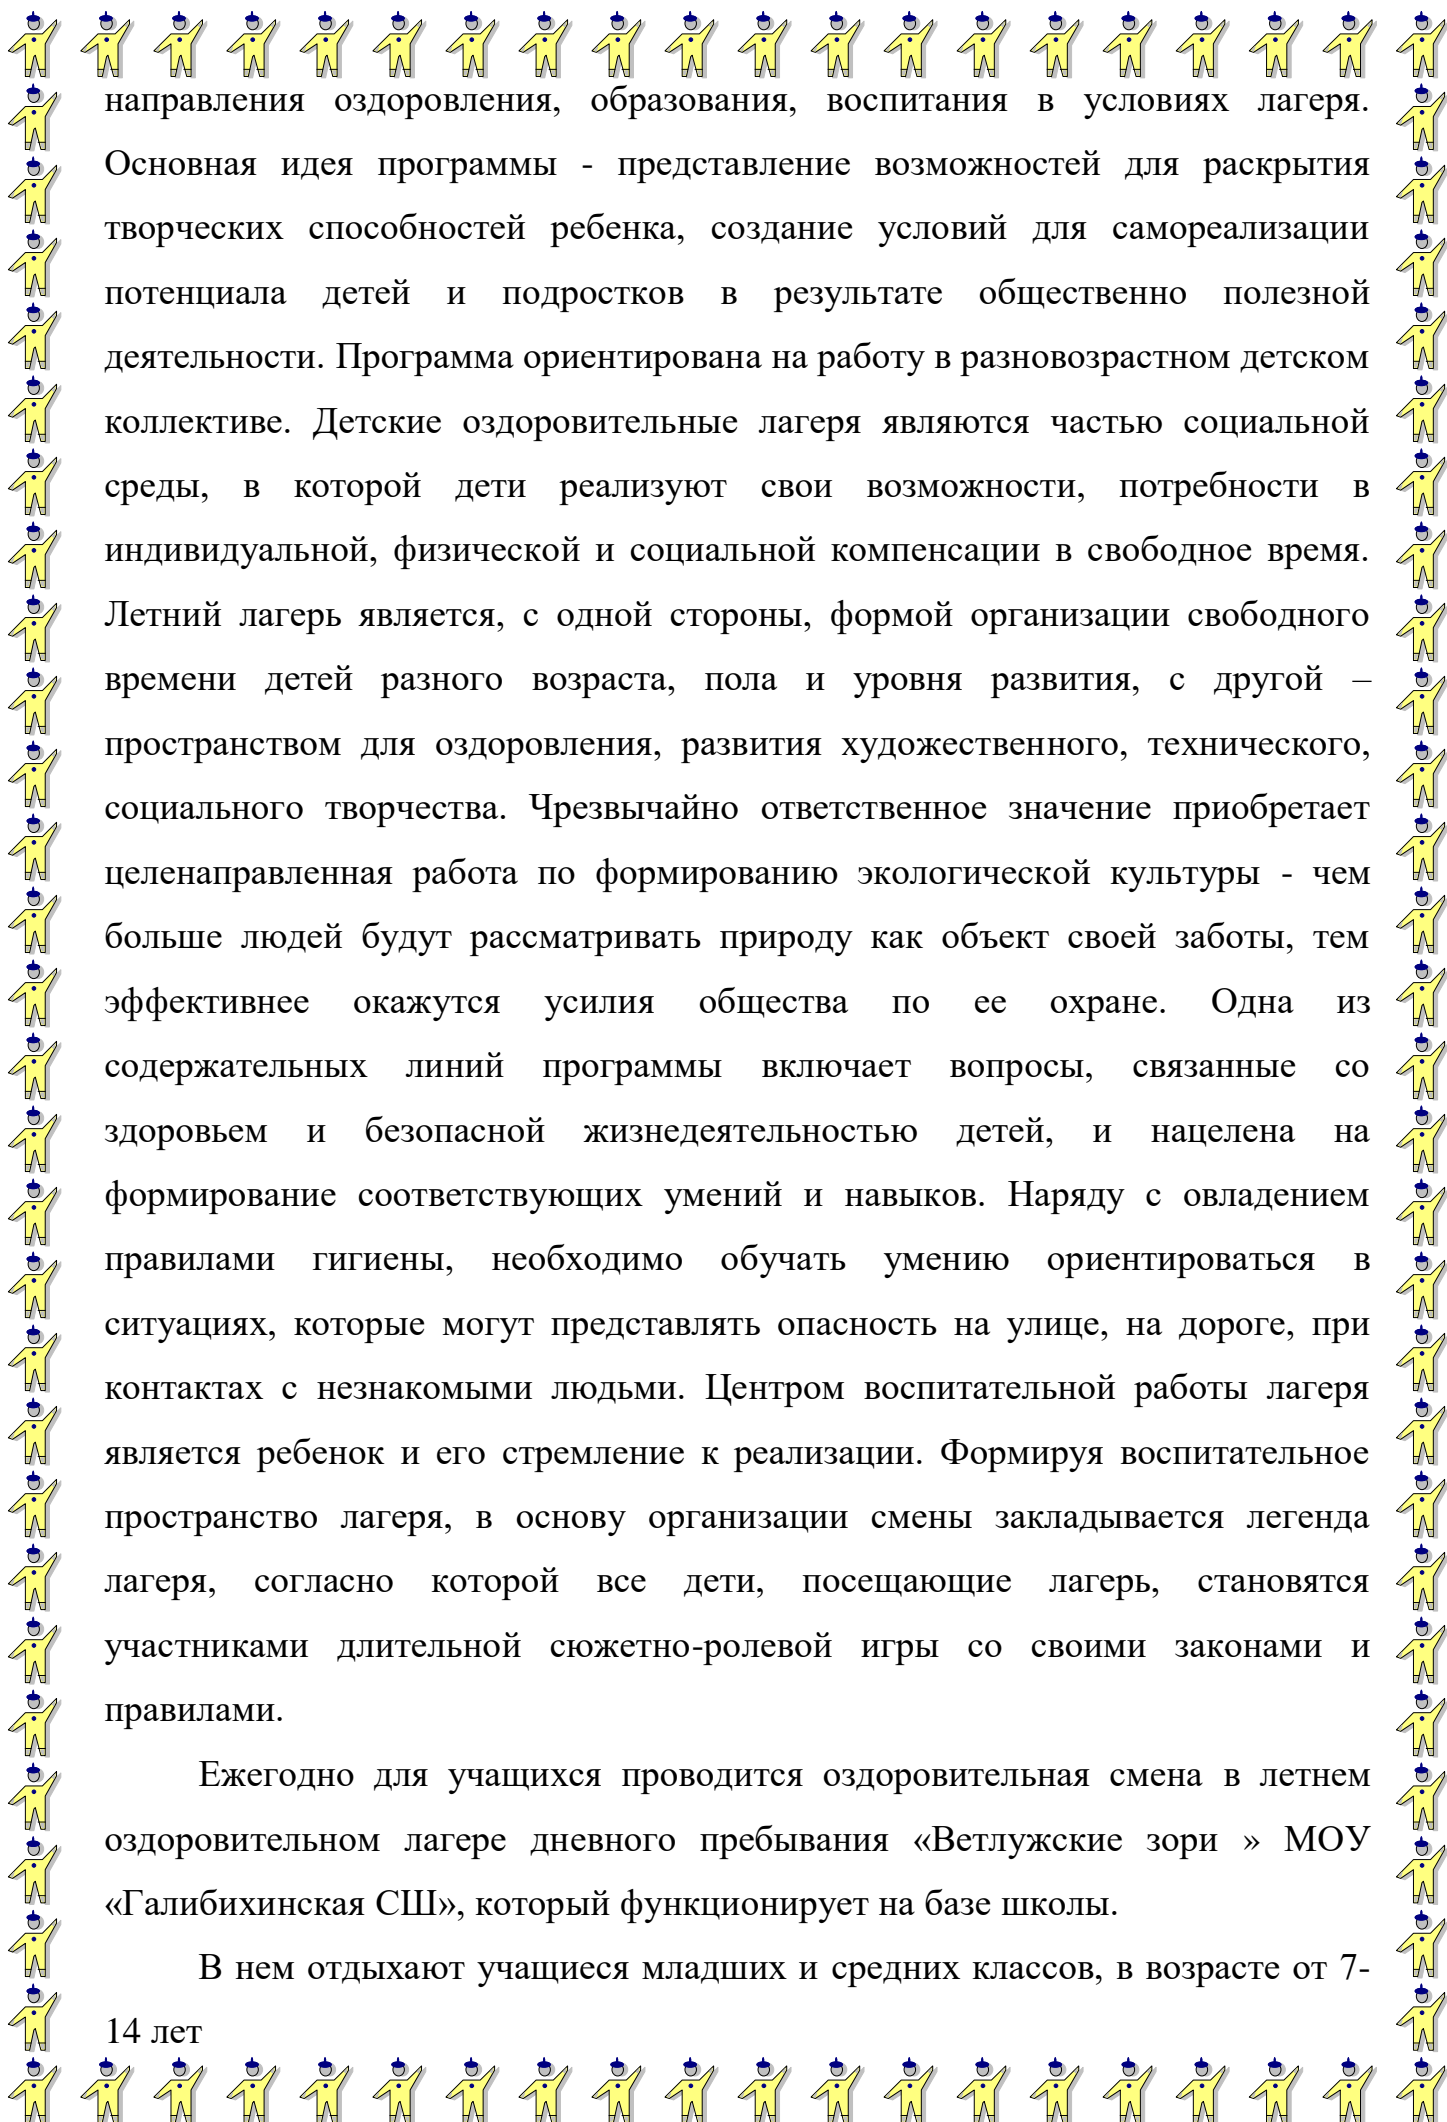 направления оздоровления, образования, воспитания в условиях лагеря.
Основная идея программы - представление возможностей для раскрытия
творческих способностей ребенка, создание условий для самореализации
потенциала детей и подростков в результате общественно полезной
деятельности. Программа ориентирована на работу в разновозрастном детском
коллективе. Детские оздоровительные лагеря являются частью социальной
среды, в которой дети реализуют свои возможности, потребности в
индивидуальной, физической и социальной компенсации в свободное время.
Летний лагерь является, с одной стороны, формой организации свободного
времени детей разного возраста, пола и уровня развития, с другой –
пространством для оздоровления, развития художественного, технического,
социального творчества. Чрезвычайно ответственное значение приобретает
целенаправленная работа по формированию экологической культуры - чем
больше людей будут рассматривать природу как объект своей заботы, тем
эффективнее окажутся усилия общества по ее охране. Одна из
содержательных линий программы включает вопросы, связанные со
здоровьем и безопасной жизнедеятельностью детей, и нацелена на
формирование соответствующих умений и навыков. Наряду с овладением
правилами гигиены, необходимо обучать умению ориентироваться в
ситуациях, которые могут представлять опасность на улице, на дороге, при
контактах с незнакомыми людьми. Центром воспитательной работы лагеря
является ребенок и его стремление к реализации. Формируя воспитательное
пространство лагеря, в основу организации смены закладывается легенда
лагеря, согласно которой все дети, посещающие лагерь, становятся
участниками длительной сюжетно-ролевой игры со своими законами и
правилами.
Ежегодно для учащихся проводится оздоровительная смена в летнем
оздоровительном лагере дневного пребывания «Ветлужские зори » МОУ
«Галибихинская СШ», который функционирует на базе школы.
В нем отдыхают учащиеся младших и средних классов, в возрасте от 7-
14 лет